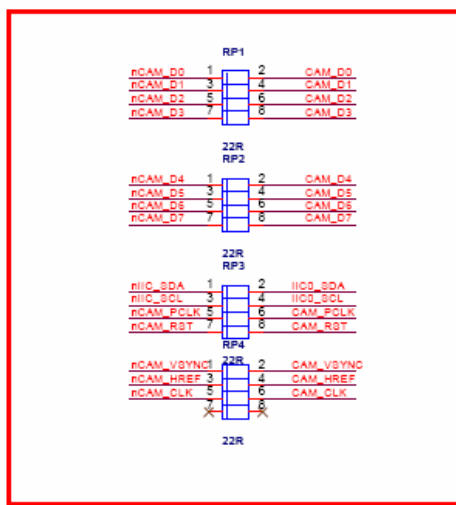 RP1
nCAM_D0 1 2 CAM_D0
nCAM_D1 3 4 CAM_D1
nCAM_D2 5 6 CAM_D2
nCAM_D3 7 8 CAM_D3
22R
RP2
nCAM_D4 1 2 CAM_D4
nCAM_D5 3 4 CAM_D5
nCAM_D6 5 6 CAM_D6
nCAM_D7 7 8 CAM_D7
22R
RP3
nIIC_SDA 1 2 IIC0_SDA
nIIC_SCL 3 4 IIC0_SCL
nCAM_PCLK 5 6 CAM_PCLK
nCAM_RST 7 8 CAM_RST
RP4
22R
nCAM_VSYNC 1 2 CAM_VSYNC
nCAM_HREF 3 4 CAM_HREF
nCAM_CLK 5 6 CAM_CLK
7 8
22R